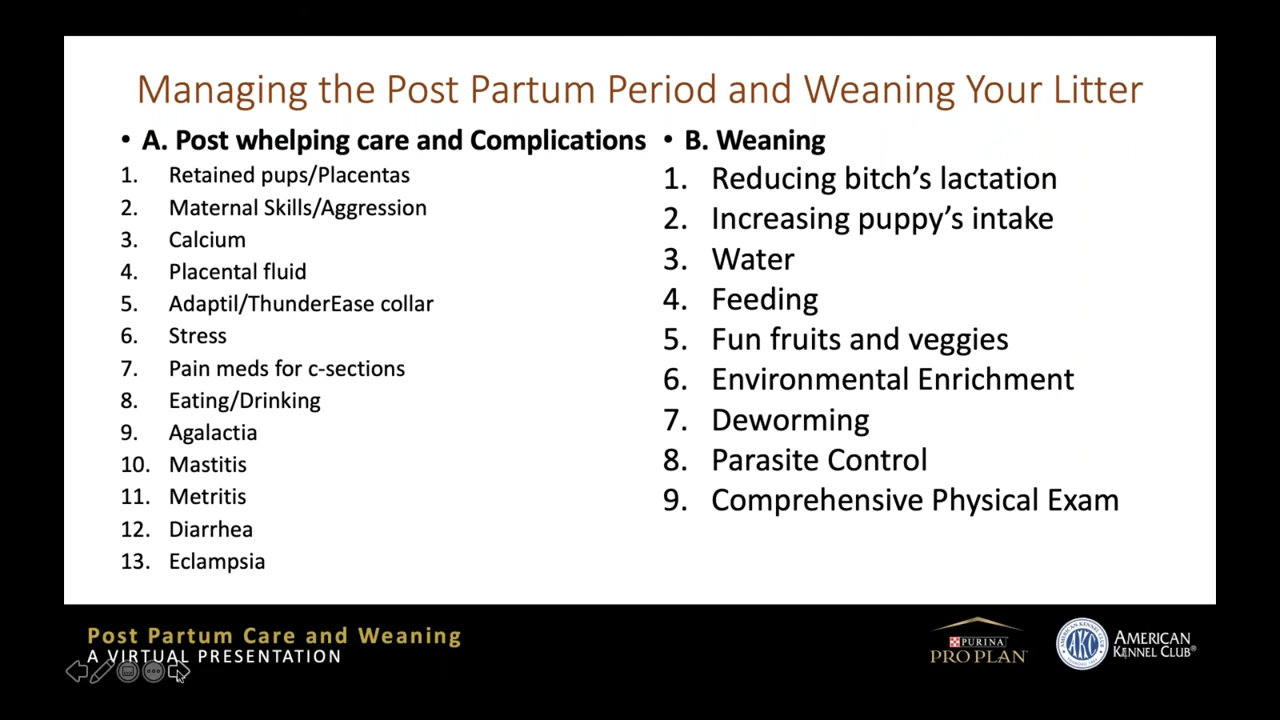 Managing the Post Partum Period and Weaning Your Litter
• A. Post whelping care and Complications
1. Retained pups/Placentas
2. Maternal Skills/Aggression
3. Calcium
4. Placental fluid
5. Adaptil/ThunderEase collar
6. Stress
7. Pain meds for c-sections
8. Eating/Drinking
9. Agalactia
10. Mastitis
11. Metritis
12. Diarrhea
13. Eclampsia
• B. Weaning
1. Reducing bitch’s lactation
2. Increasing puppy’s intake
3. Water
4. Feeding
5. Fun fruits and veggies
6. Environmental Enrichment
7. Deworming
8. Parasite Control
9. Comprehensive Physical Exam
Post Partum Care and Weaning
A VIRTUAL PRESENTATION
PURINA
PRO PLAN
AKC
AMERICAN
KENNEL CLUB®